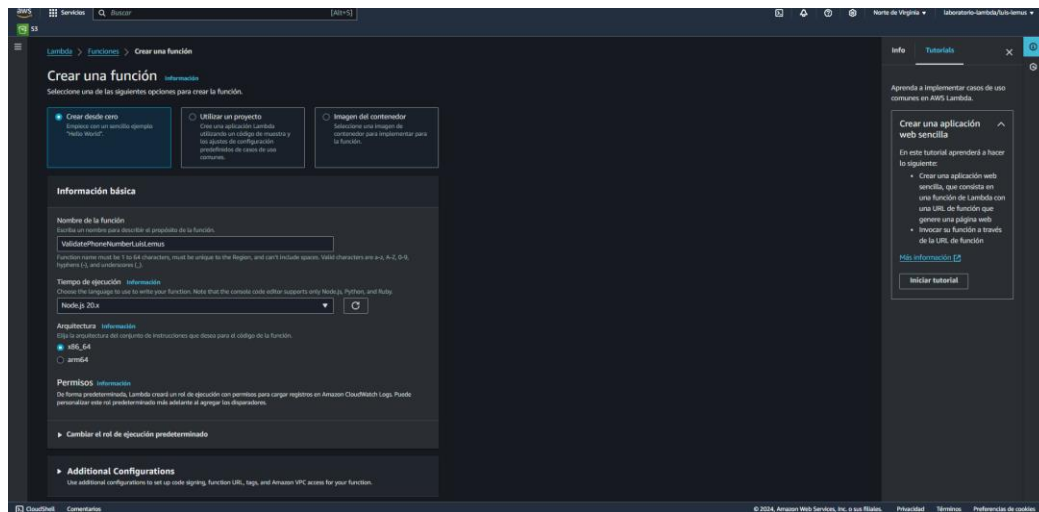 aws
Servicios
Buscar
[Alt+S]
Norte de Virginia
laboratorio-lambda/luis-lemus
S3
Lambda > Funciones > Crear una función
Crear una función Información
Seleccione una de las siguientes opciones para crear la función.
Crear desde cero
Empiece con un sencillo ejemplo
"Hello World".
Utilizar un proyecto
Cree una aplicación Lambda
utilizando un código de muestra y
los ajustes de configuración
predefinidos de casos de uso
comunes.
Imagen del contenedor
Seleccione una imagen de
contenedor para implementar para
la función.
Información básica
Nombre de la función
Escriba un nombre para describir el propósito de la función.
ValidatePhoneNumberLuisLemus
Function name must be 1 to 64 characters, must be unique to the Region, and can't include spaces. Valid characters are a-z, A-Z, 0-9,
hyphens (-), and underscores (_).
Tiempo de ejecución Información
Choose the language to use to write your function. Note that the console code editor supports only Node.js, Python, and Ruby.
Node.js 20.x
Arquitectura Información
Elija la arquitectura del conjunto de instrucciones que desea para el código de la función.
x86_64
arm64
Permisos Información
De forma predeterminada, Lambda creará un rol de ejecución con permisos para cargar registros en Amazon CloudWatch Logs. Puede
personalizar este rol predeterminado más adelante al agregar los disparadores.
Cambiar el rol de ejecución predeterminado
Additional Configurations
Use additional configurations to set up code signing, function URL, tags, and Amazon VPC access for your function.
Info
Tutorials
Aprenda a implementar casos de uso
comunes en AWS Lambda.
Crear una aplicación
web sencilla
En este tutorial aprenderá a hacer
lo siguiente:
• Crear una aplicación web
sencilla, que consista en
una función de Lambda con
una URL de función que
genere una página web
• Invocar su función a través
de la URL de función
Más información
Iniciar tutorial
CloudShell
Comentarios
© 2024, Amazon Web Services, Inc. o sus filiales.
Privacidad
Términos
Preferencias de cookies